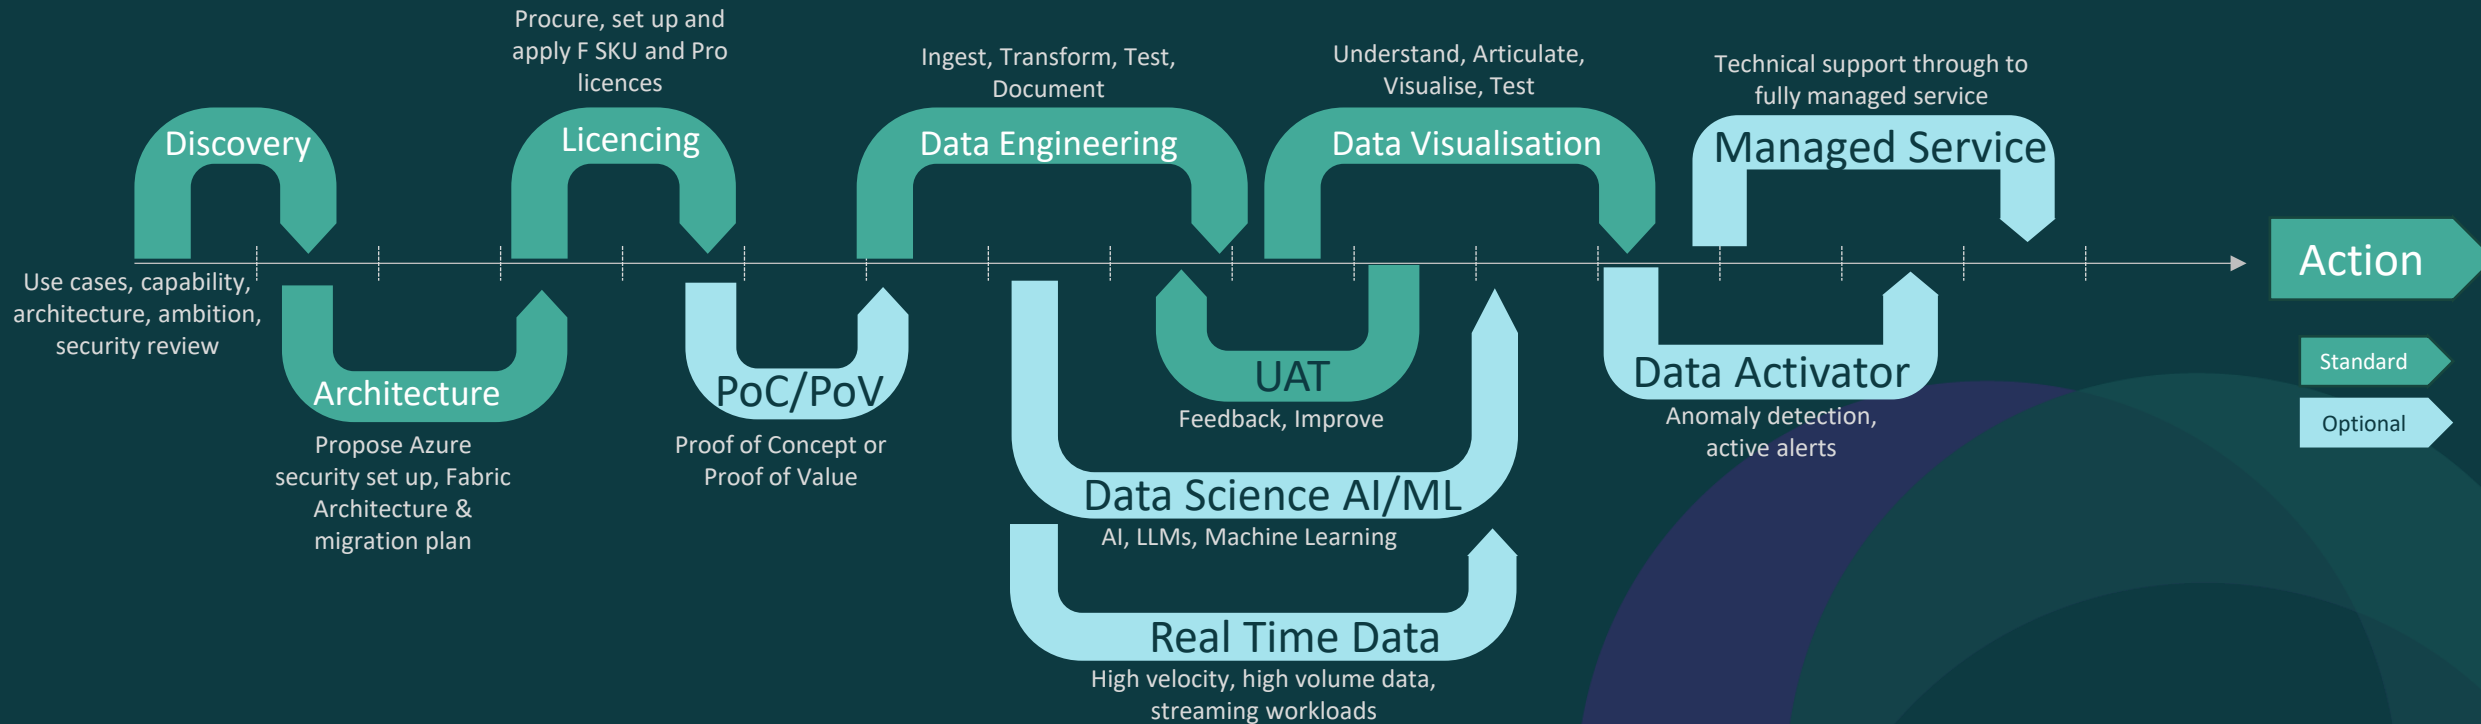 Procure, set up and
apply F SKU and Pro
licences
Ingest, Transform, Test,
Document
Understand, Articulate,
Visualise, Test
Technical support through to
fully managed service
Discovery
Licencing
Data Engineering
Data Visualisation
Managed Service
Action
Use cases, capability,
architecture, ambition,
security review
Architecture
Propose Azure
security set up, Fabric
Architecture &
migration plan
PoC/PoV
Proof of Concept or
Proof of Value
UAT
Feedback, Improve
Data Science AI/ML
AI, LLMs, Machine Learning
Real Time Data
High velocity, high volume data,
streaming workloads
Data Activator
Anomaly detection,
active alerts
Standard
Optional